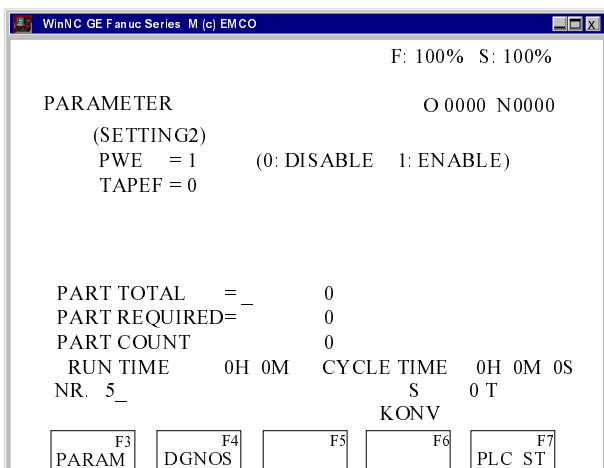 WinNC GE Fanuc Series M (c) EMCO
F: 100% S: 100%
PARAMETER O 0000 N0000
(SETTING2)
PWE = 1 (0: DISABLE 1: ENABLE)
TAPEF = 0
PART TOTAL =_ 0
PART REQUIRED= 0
PART COUNT 0
RUN TIME 0H 0M CYCLE TIME 0H 0M 0S
NR. 5_ S 0 T
KONV
F3 F4 F5 F6 F7
PARAM DGNOS PLC ST